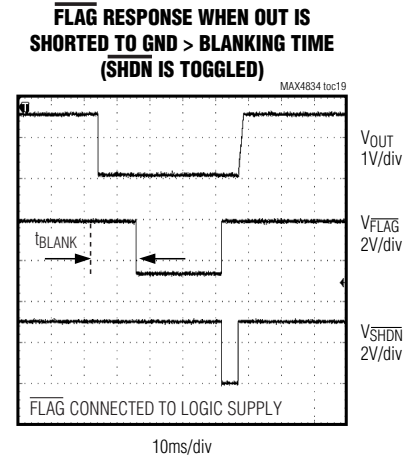 FLAG RESPONSE WHEN OUT IS
SHORTED TO GND > BLANKING TIME
(SHDN IS TOGGLED)
MAX4834 toc19
VOUT
1V/div
VFLAG
2V/div
tBLANK
VSHDN
2V/div
FLAG CONNECTED TO LOGIC SUPPLY
10ms/div